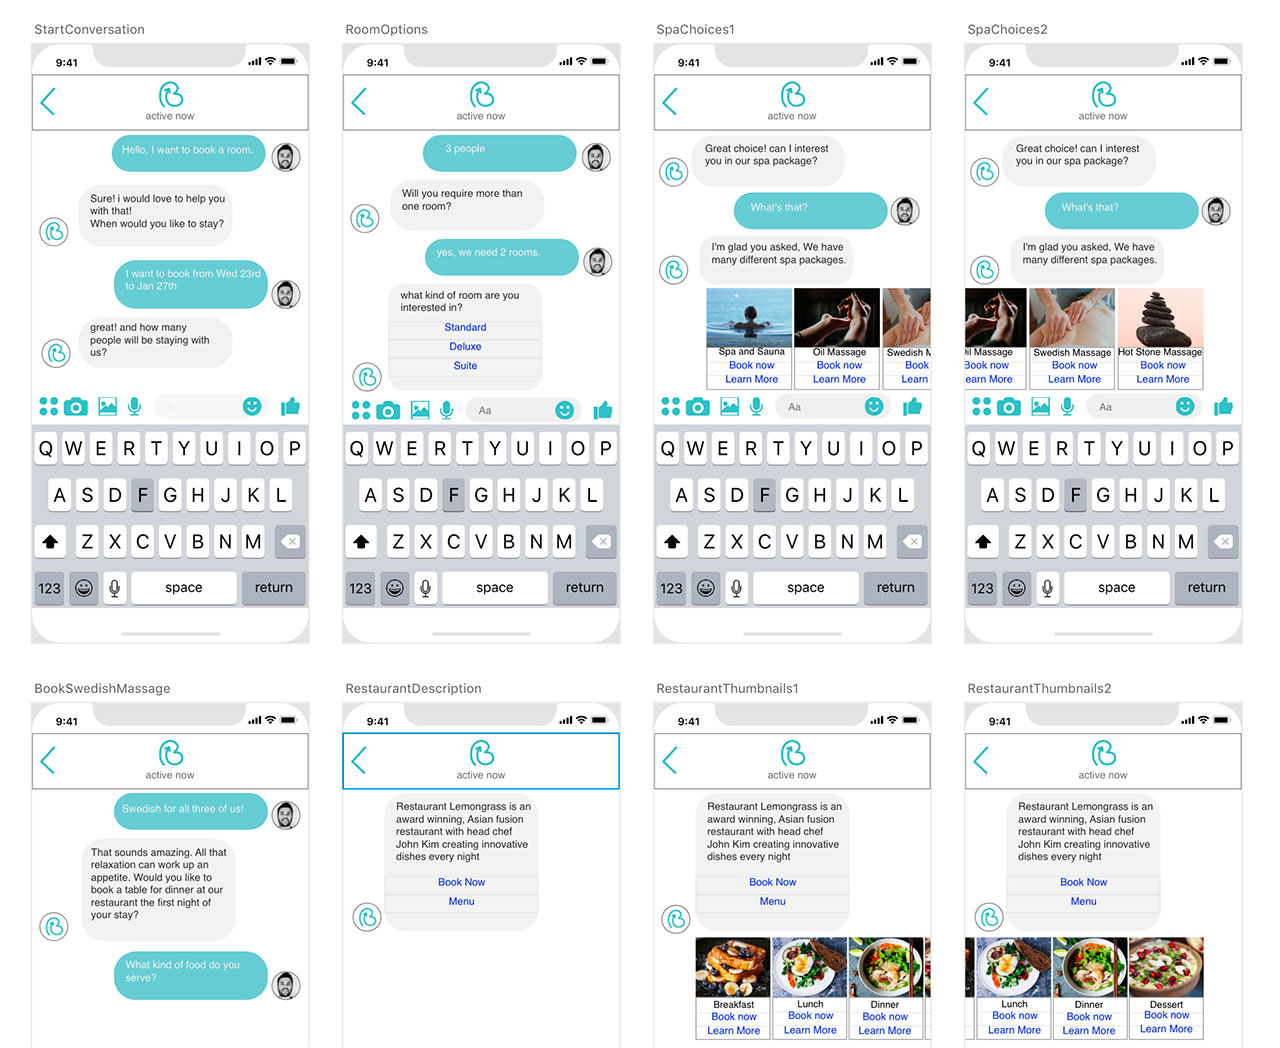 StartConversation
9:41
active now
Hello, I want to book a room.
Sure! i would love to help you
with that!
When would you like to stay?
I want to book from Wed 23rd
to Jan 27th
great! and how many
people will be staying with
us?
Aa
Q W E R T Y U I O P
A S D F G H J K L
Z X C V B N M
123 space return
RoomOptions
9:41
active now
3 people
Will you require more than
one room?
yes, we need 2 rooms.
what kind of room are you
interested in?
Standard
Deluxe
Suite
Aa
Q W E R T Y U I O P
A S D F G H J K L
Z X C V B N M
123 space return
SpaChoices1
9:41
active now
Great choice! can I interest
you in our spa package?
What's that?
I'm glad you asked, We have
many different spa packages.
Spa and Sauna Oil Massage Swedish M
Book now Book now Book
Learn More Learn More Learn
Aa
Q W E R T Y U I O P
A S D F G H J K L
Z X C V B N M
123 space return
SpaChoices2
9:41
active now
Great choice! can I interest
you in our spa package?
What's that?
I'm glad you asked, We have
many different spa packages.
Oil Massage Swedish Massage Hot Stone Massage
Book now Book now Book now
Learn More Learn More Learn More
Aa
Q W E R T Y U I O P
A S D F G H J K L
Z X C V B N M
123 space return
BookSwedishMassage
9:41
active now
Swedish for all three of us!
That sounds amazing. All that
relaxation can work up an
appetite. Would you like to
book a table for dinner at our
restaurant the first night of
your stay?
What kind of food do you
serve?
RestaurantDescription
9:41
active now
Restaurant Lemongrass is an
award winning, Asian fusion
restaurant with head chef
John Kim creating innovative
dishes every night
Book Now
Menu
RestaurantThumbnails1
9:41
active now
Restaurant Lemongrass is an
award winning, Asian fusion
restaurant with head chef
John Kim creating innovative
dishes every night
Book Now
Menu
Breakfast Lunch Dinner
Book now Book now Book now
Learn More Learn More Learn More
RestaurantThumbnails2
9:41
active now
Restaurant Lemongrass is an
award winning, Asian fusion
restaurant with head chef
John Kim creating innovative
dishes every night
Book Now
Menu
Lunch Dinner Dessert
Book now Book now Book now
Learn More Learn More Learn More